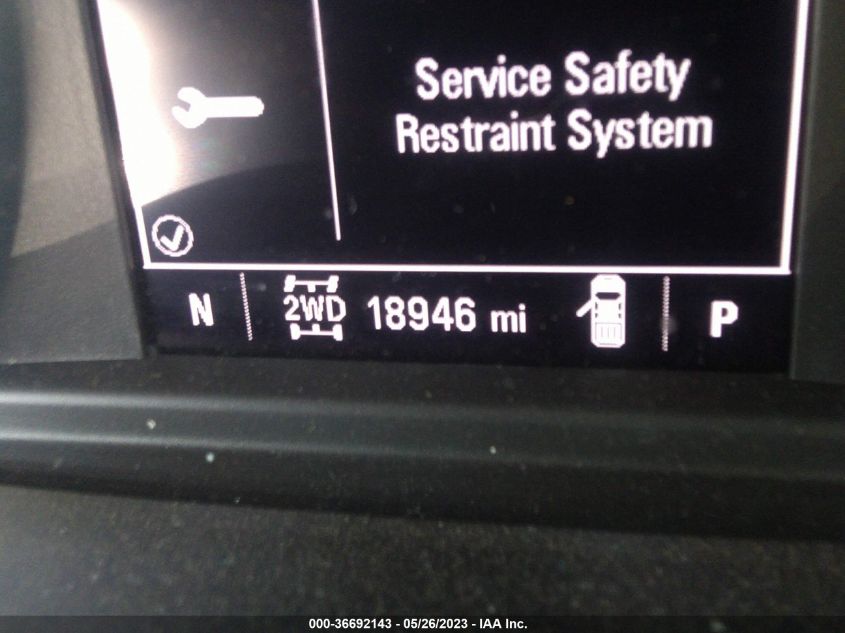 Service Safety
Restraint System
N 2WD 18946 mi P
000-36692143 - 05/26/2023 - IAA Inc.